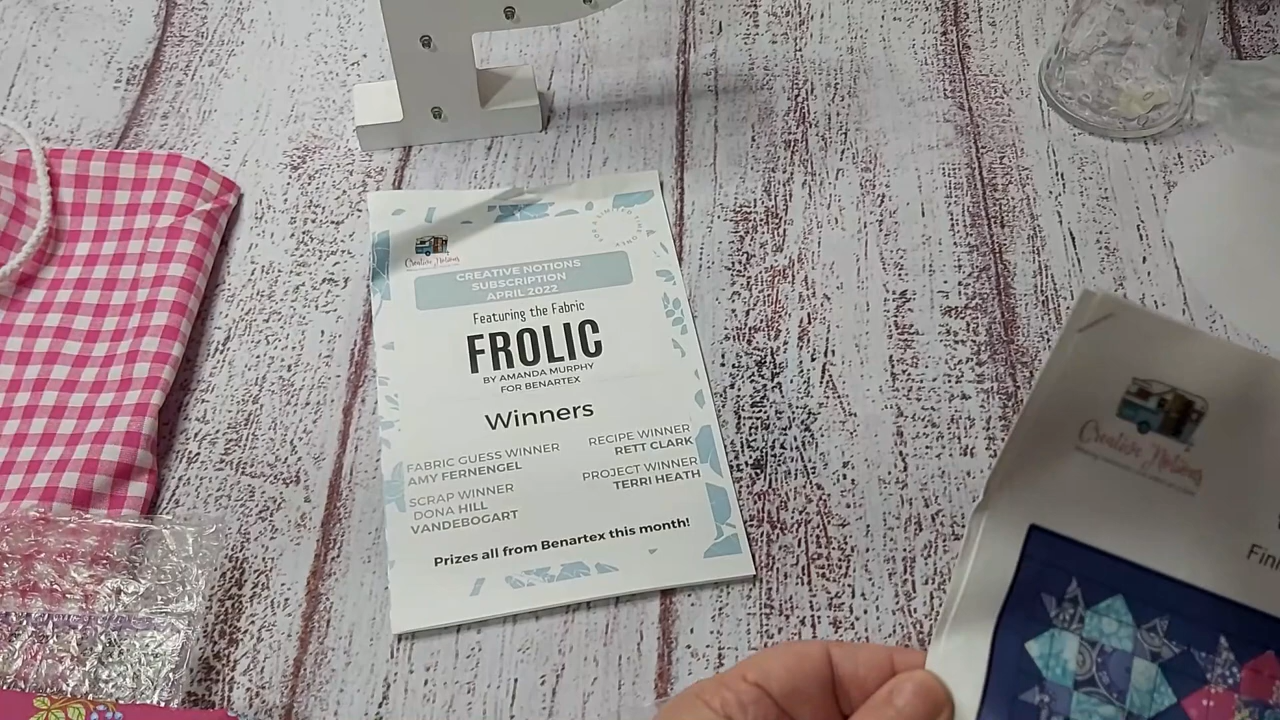 Creative Notions
CREATIVE NOTIONS
SUBSCRIPTION
APRIL 2022
Featuring the Fabric
FROLIC
BY AMANDA MURPHY
FOR BENARTEX
Winners
FABRIC GUESS WINNER
AMY FERNENGEL
SCRAP WINNER
DONA HILL
VANDEBOGART
RECIPE WINNER
RETT CLARK
PROJECT WINNER
TERRI HEATH
Prizes all from Benartex this month!
Creative Notions